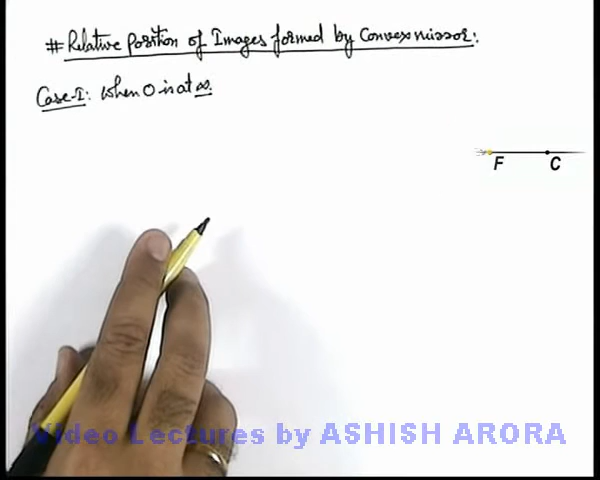 # Relative Position of Images formed by Convex mirror:
Case-I: when O is at ∞.
F C
Video Lectures by ASHISH ARORA